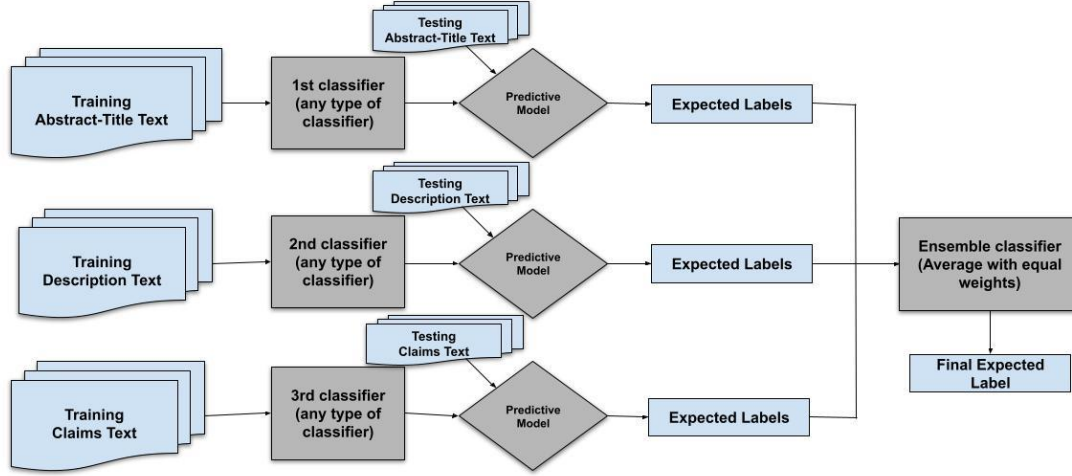 Testing
Abstract-Title Text
Training
Abstract-Title Text
1st classifier
(any type of
classifier)
Predictive
Model
Expected Labels
Testing
Description Text
Training
Description Text
2nd classifier
(any type of
classifier)
Predictive
Model
Expected Labels
Ensemble classifier
(Average with equal
weights)
Testing
Claims Text
Training
Claims Text
3rd classifier
(any type of
classifier)
Predictive
Model
Expected Labels
Final Expected
Label